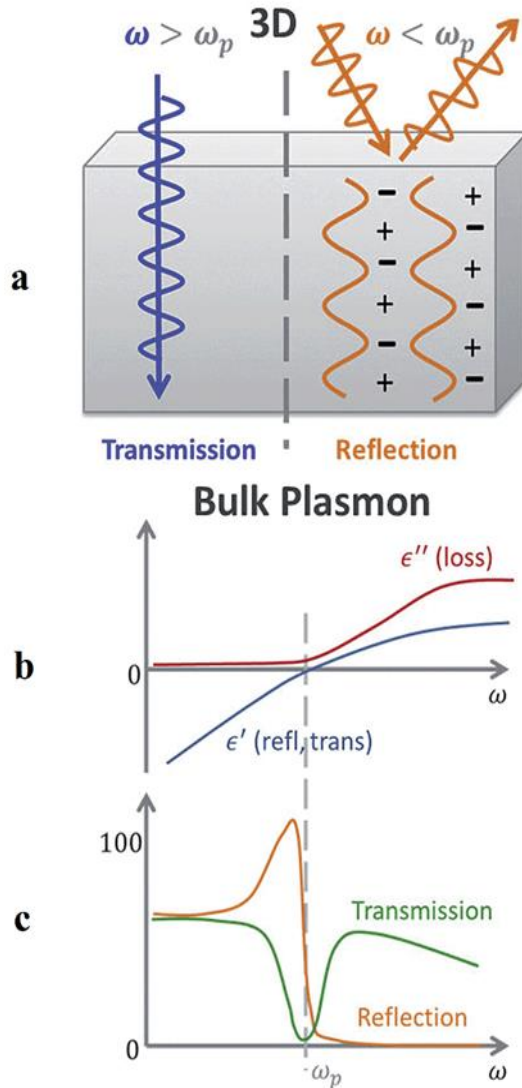 3D
ω > ωp
ω < ωp
- +
+ -
- +
+ -
- +
+ -
a
Transmission
Reflection
Bulk Plasmon
ϵ'' (loss)
b
0
ω
ϵ' (refl, trans)
100
c
Transmission
Reflection
0
ωp
ω